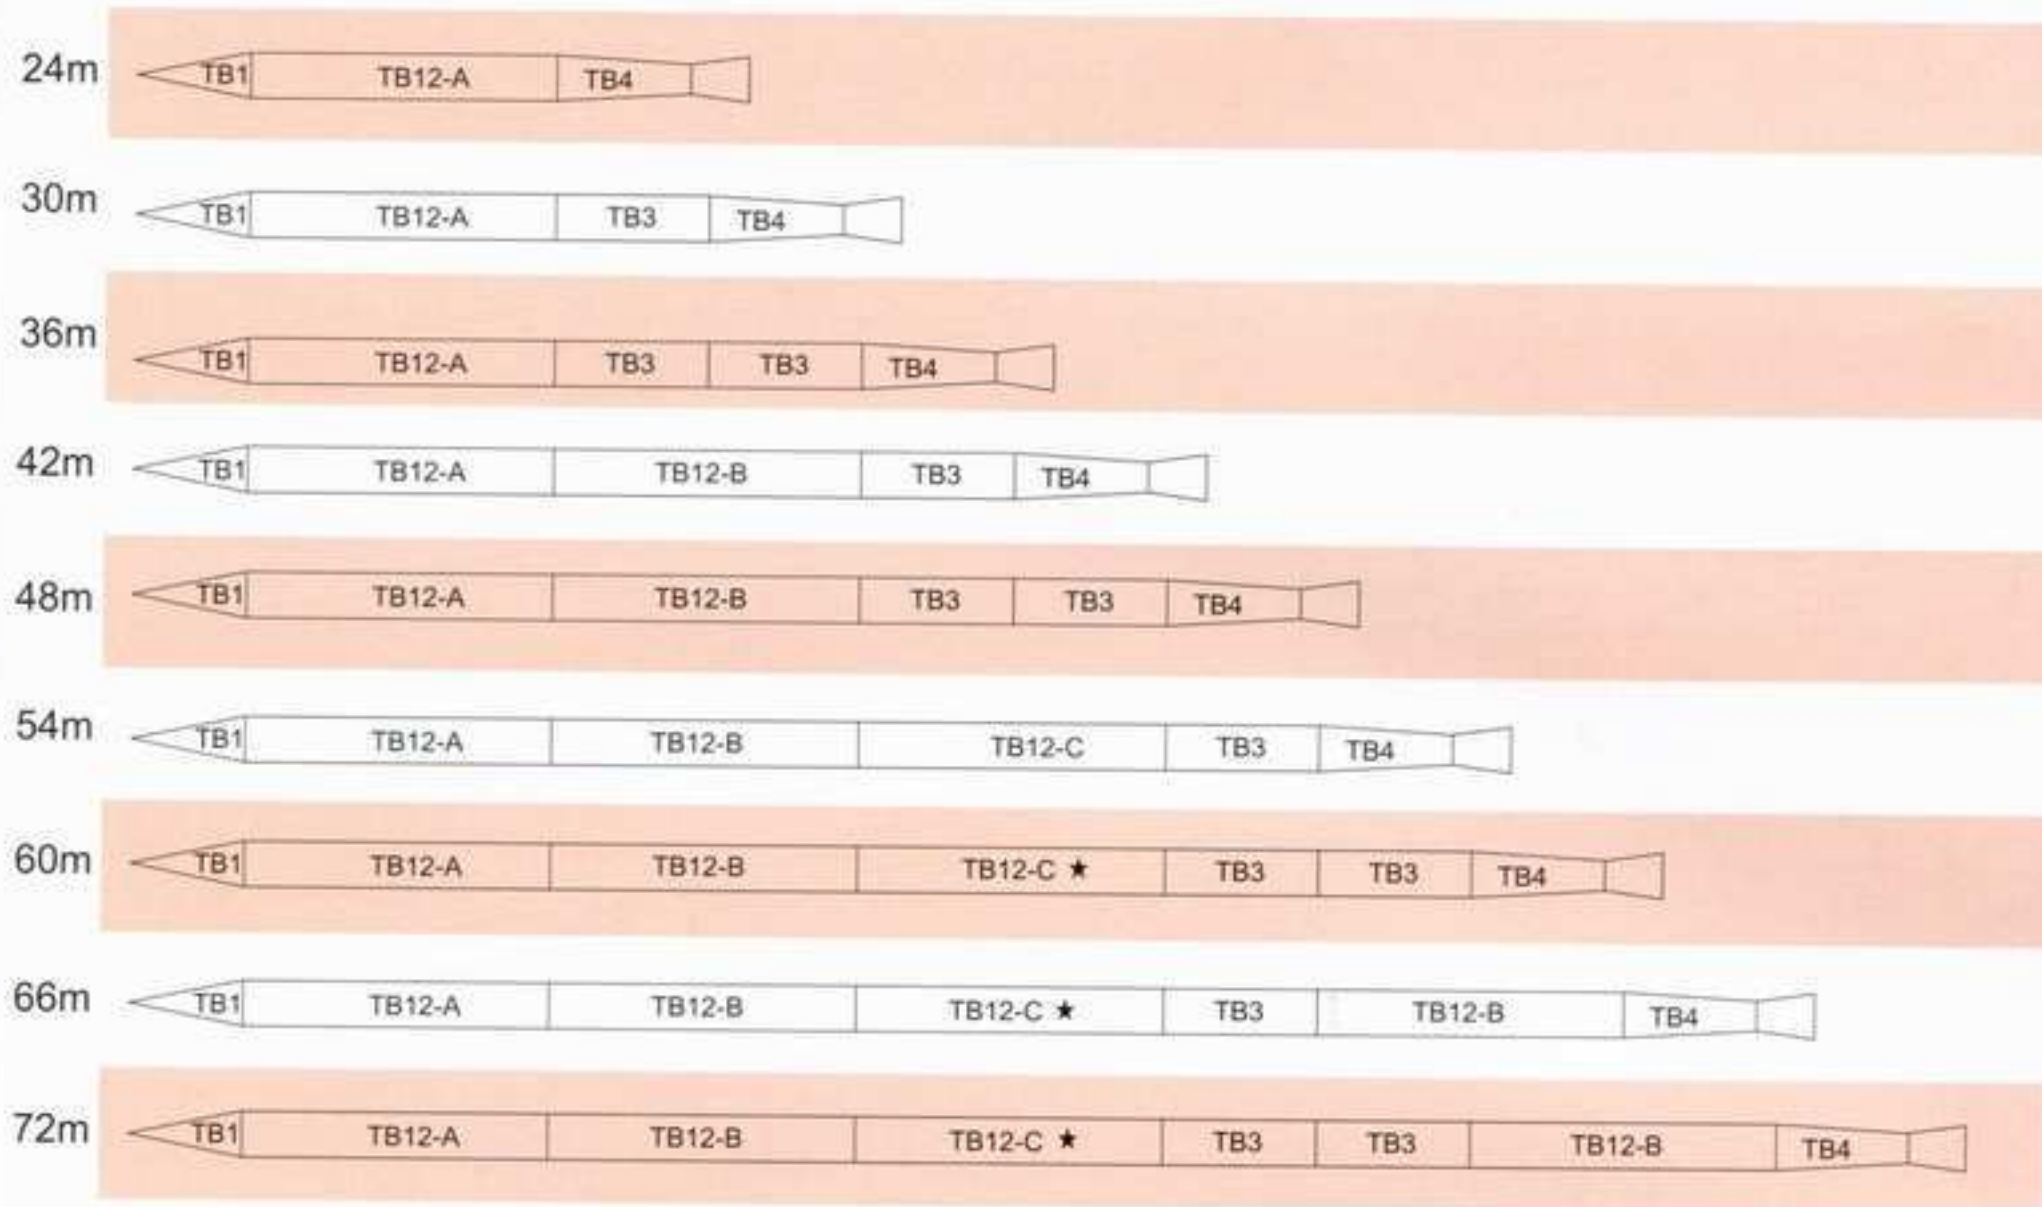 24m TB1 TB12-A TB4
30m TB1 TB12-A TB3 TB4
36m TB1 TB12-A TB3 TB3 TB4
42m TB1 TB12-A TB12-B TB3 TB4
48m TB1 TB12-A TB12-B TB3 TB3 TB4
54m TB1 TB12-A TB12-B TB12-C TB3 TB4
60m TB1 TB12-A TB12-B TB12-C ★ TB3 TB3 TB4
66m TB1 TB12-A TB12-B TB12-C ★ TB3 TB12-B TB4
72m TB1 TB12-A TB12-B TB12-C ★ TB3 TB3 TB12-B TB4